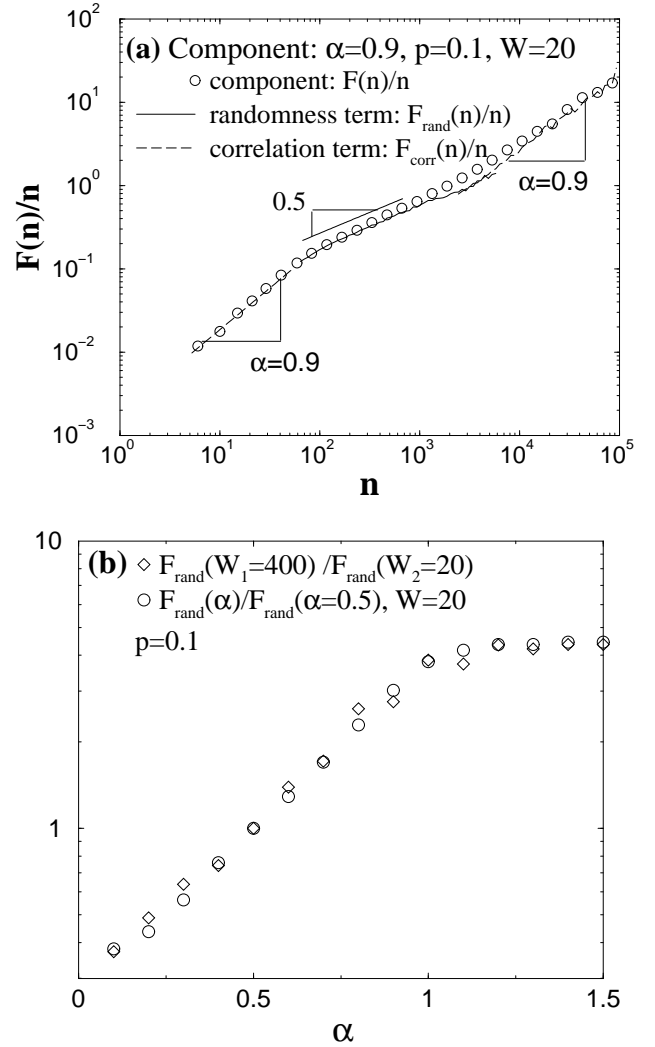 10^2
(a) Component: α=0.9, p=0.1, W=20
component: F(n)/n
randomness term: F_rand(n)/n)
correlation term: F_corr(n)/n
10^1
α=0.9
10^0
0.5
F(n)/n
10^-1
10^-2
α=0.9
10^-3
10^0 10^1 10^2 10^3 10^4 10^5
n
10
(b) F_rand(W_1=400) /F_rand(W_2=20)
F_rand(α)/F_rand(α=0.5), W=20
p=0.1
1
0 0.5 1 1.5
α